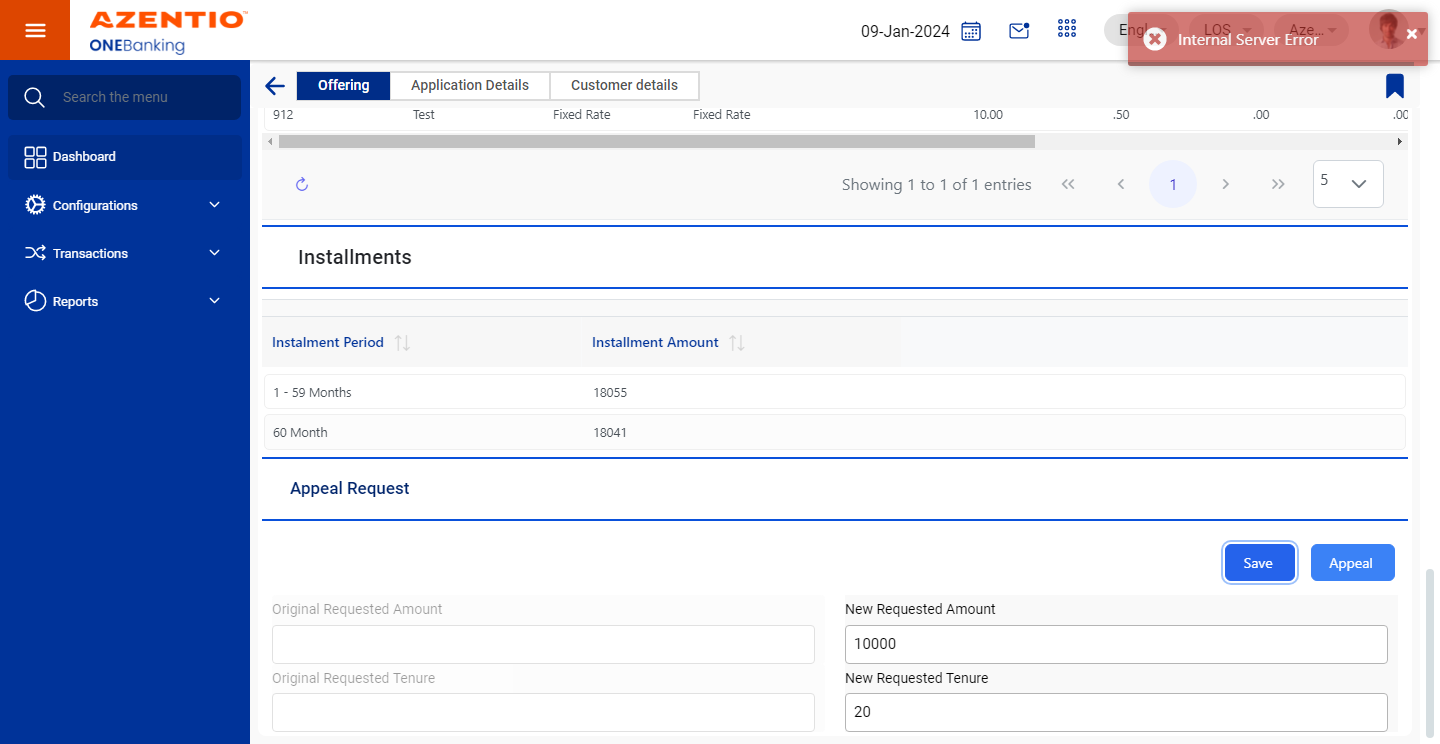 AZENTIO™
ONEBanking
09-Jan-2024
Engl
LOS
Aze...
Internal Server Error
Search the menu
Dashboard
Configurations
Transactions
Reports
Offering
Application Details
Customer details
912 Test Fixed Rate Fixed Rate 10.00 .50 .00 .00
Showing 1 to 1 of 1 entries
1
5
Installments
Instalment Period Installment Amount
1 - 59 Months 18055
60 Month 18041
Appeal Request
Save
Appeal
Original Requested Amount
New Requested Amount
10000
Original Requested Tenure
New Requested Tenure
20